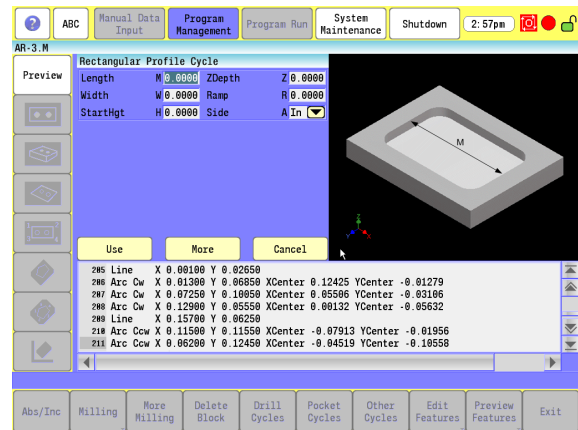 ?
ABC
Manual Data
Input
Program
Management
Program Run
System
Maintenance
Shutdown
2:57pm
AR-3.M
Preview
Rectangular Profile Cycle
Length M 0.0000 ZDepth Z 0.0000
Width W 0.0000 Ramp R 0.0000
StartHgt H 0.0000 Side A In
M
Z
Y X
Use More Cancel
205 Line X 0.00100 Y 0.02650
206 Arc Cw X 0.01300 Y 0.06850 XCenter 0.12425 YCenter -0.01279
207 Arc Cw X 0.07250 Y 0.10050 XCenter 0.05506 YCenter -0.03106
208 Arc Cw X 0.12900 Y 0.05550 XCenter 0.00132 YCenter -0.05632
209 Line X 0.15700 Y 0.06250
210 Arc Ccw X 0.11500 Y 0.11550 XCenter -0.07913 YCenter -0.01956
211 Arc Ccw X 0.06200 Y 0.12450 XCenter -0.04519 YCenter -0.10558
Abs/Inc
Milling
More
Milling
Delete
Block
Drill
Cycles
Pocket
Cycles
Other
Cycles
Edit
Features
Preview
Features
Exit